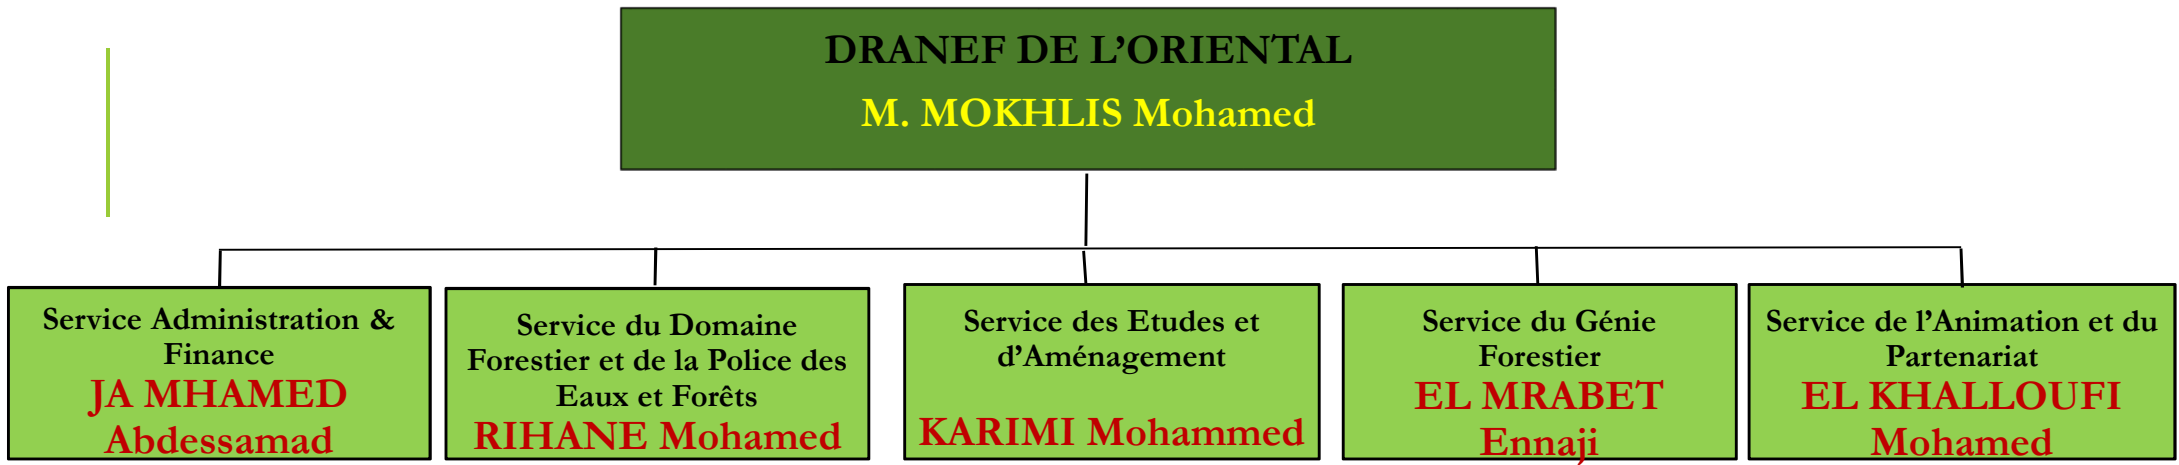 DRANEF DE L’ORIENTAL
M. MOKHLIS Mohamed
Service Administration &
Finance
JA MHAMED
Abdessamad
Service du Domaine
Forestier et de la Police des
Eaux et Forêts
RIHANE Mohamed
Service des Etudes et
d’Aménagement
KARIMI Mohammed
Service du Génie
Forestier
EL MRABET
Ennaji
Service de l’Animation et du
Partenariat
EL KHALLOUFI
Mohamed